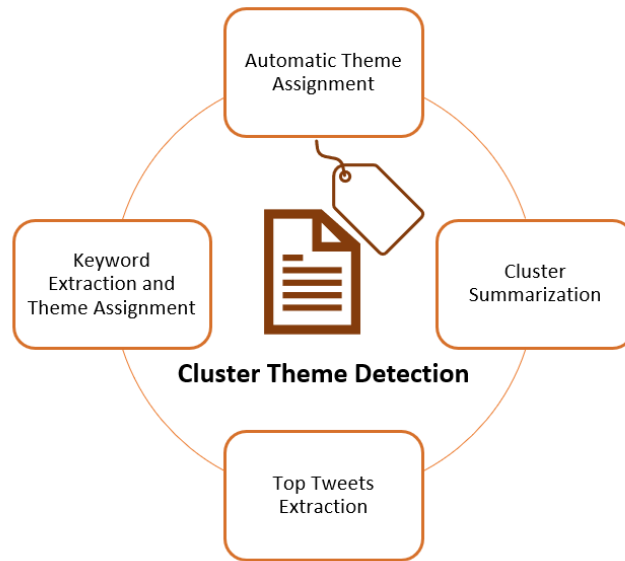 Automatic Theme
Assignment
Keyword
Extraction and
Theme Assignment
Cluster
Summarization
Cluster Theme Detection
Top Tweets
Extraction